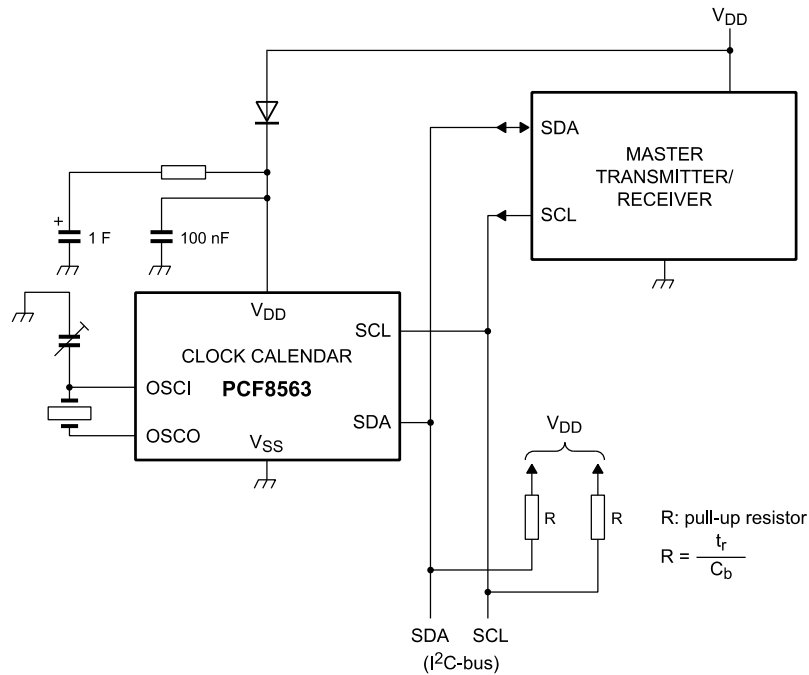 VDD
SDA
MASTER
TRANSMITTER/
RECEIVER
SCL
+
1 F
100 nF
VDD
SCL
CLOCK CALENDAR
PCF8563
OSCI
SDA
OSCO
VSS
VDD
R
R
R: pull-up resistor
R = tr / Cb
SDA SCL
(I²C-bus)